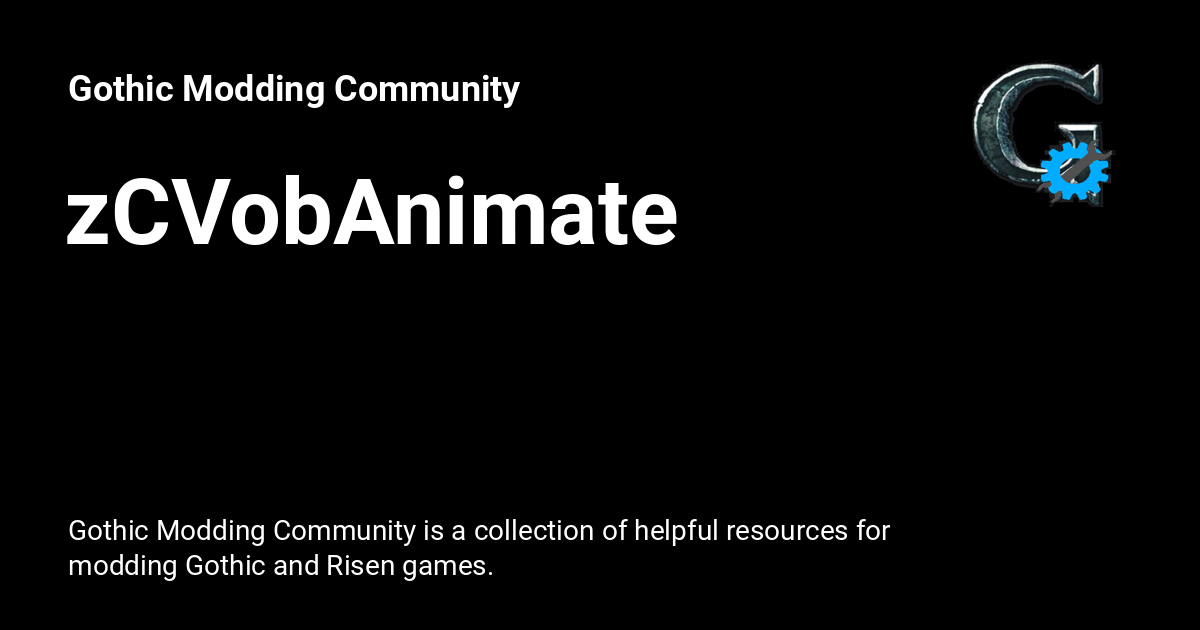 Gothic Modding Community
zCVobAnimate
Gothic Modding Community is a collection of helpful resources for
modding Gothic and Risen games.